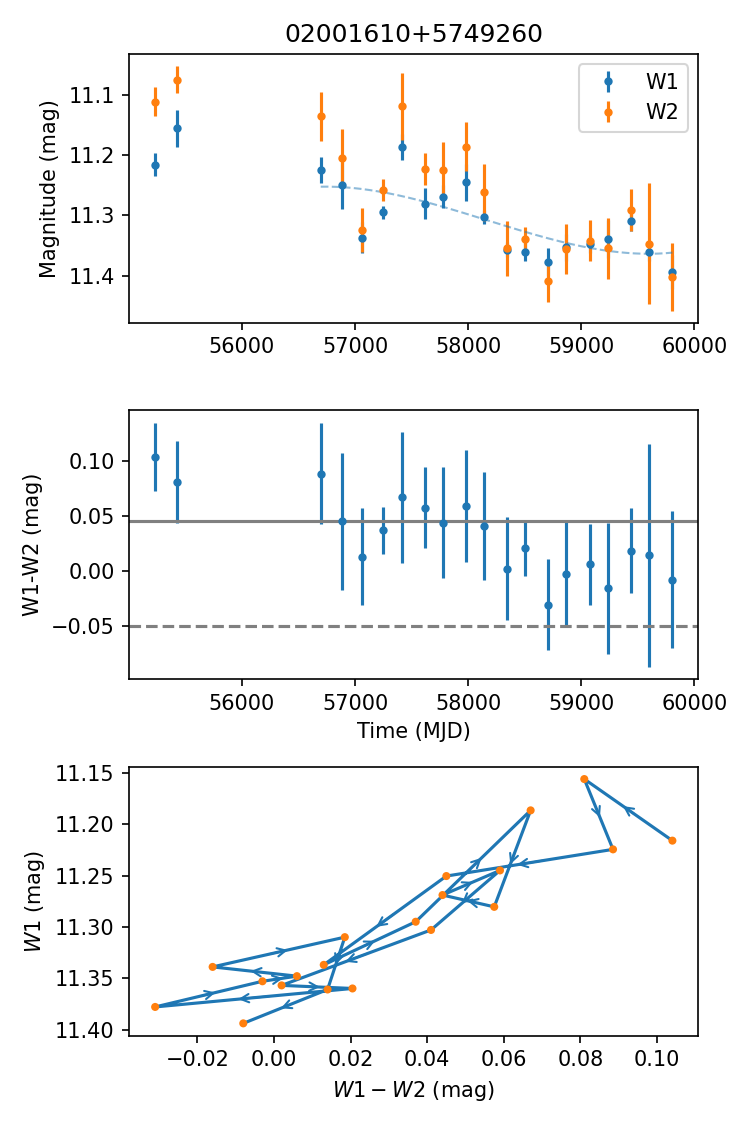 02001610+5749260
Magnitude (mag)
11.1
11.2
11.3
11.4
W1
W2
56000 57000 58000 59000 60000
W1-W2 (mag)
0.10
0.05
0.00
−0.05
56000 57000 58000 59000 60000
Time (MJD)
W1 (mag)
11.15
11.20
11.25
11.30
11.35
11.40
−0.02 0.00 0.02 0.04 0.06 0.08 0.10
W1 − W2 (mag)